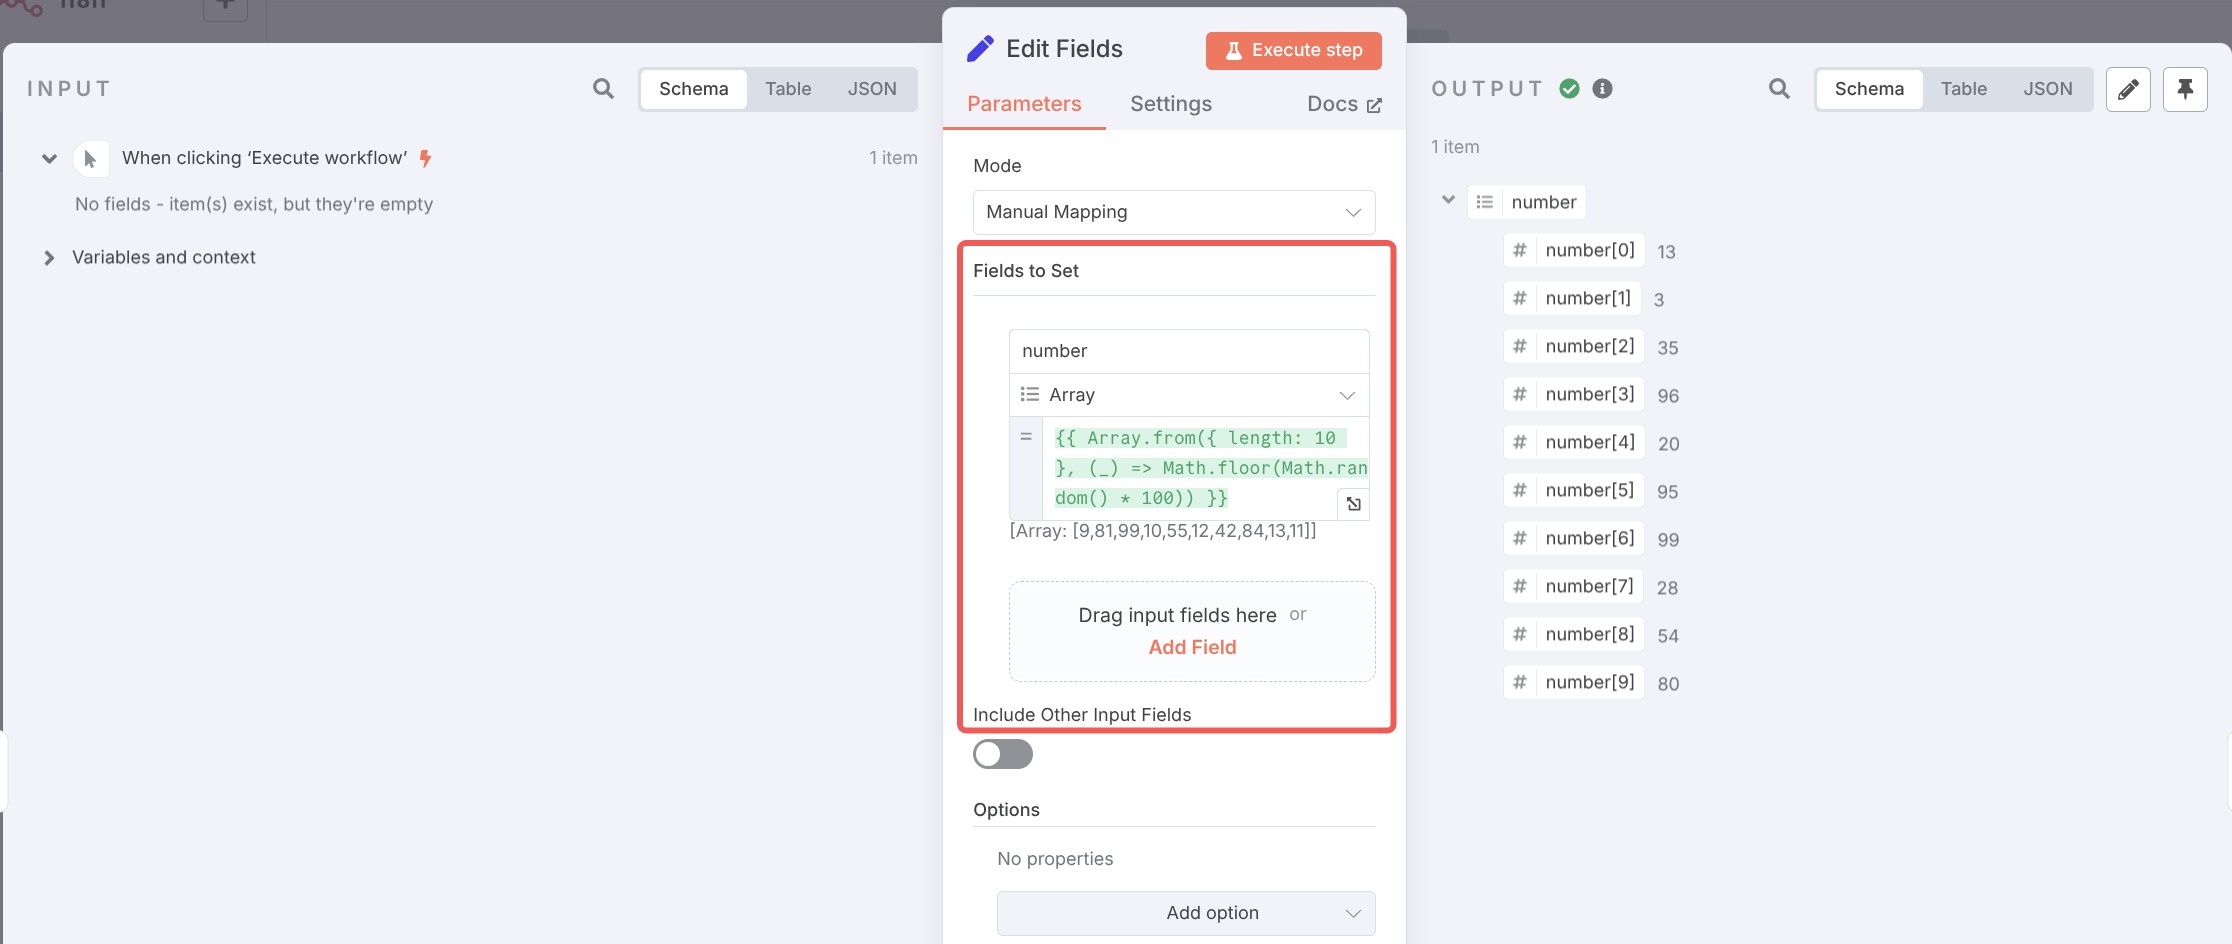 n8n
INPUT
Schema Table JSON
When clicking ‘Execute workflow’ 1 item
No fields - item(s) exist, but they're empty
Variables and context
Edit Fields
Execute step
Parameters Settings Docs
Mode
Manual Mapping
Fields to Set
number
Array
= {{ Array.from({ length: 10
}, (_) => Math.floor(Math.ran
dom() * 100)) }}
[Array: [9,81,99,10,55,12,42,84,13,11]]
Drag input fields here or
Add Field
Include Other Input Fields
Options
No properties
Add option
OUTPUT
Schema Table JSON
1 item
number
# number[0] 13
# number[1] 3
# number[2] 35
# number[3] 96
# number[4] 20
# number[5] 95
# number[6] 99
# number[7] 28
# number[8] 54
# number[9] 80